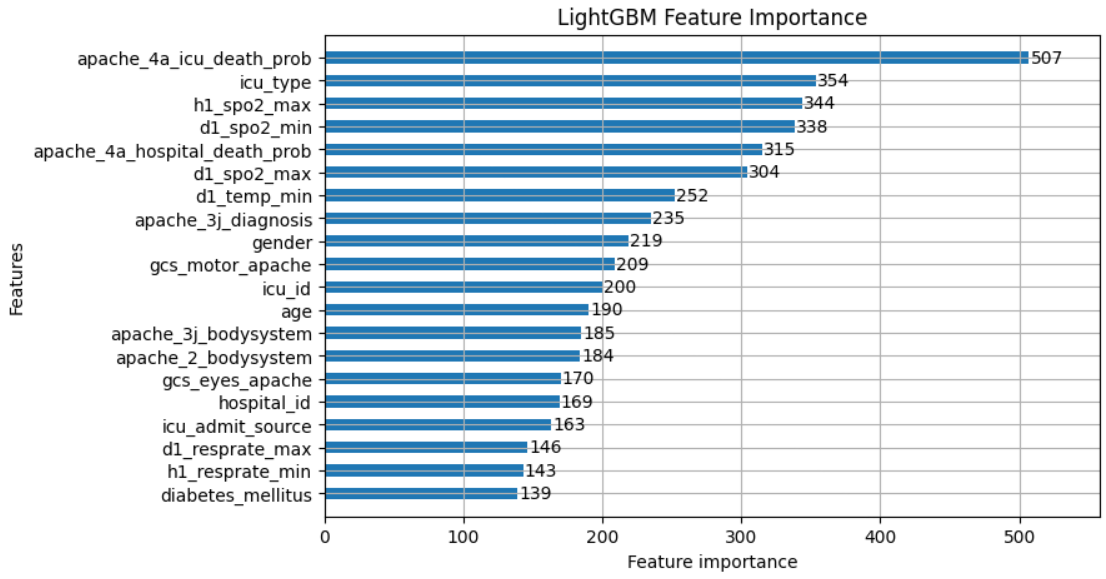 LightGBM Feature Importance
Features
apache_4a_icu_death_prob 507
icu_type 354
h1_spo2_max 344
d1_spo2_min 338
apache_4a_hospital_death_prob 315
d1_spo2_max 304
d1_temp_min 252
apache_3j_diagnosis 235
gender 219
gcs_motor_apache 209
icu_id 200
age 190
apache_3j_bodysystem 185
apache_2_bodysystem 184
gcs_eyes_apache 170
hospital_id 169
icu_admit_source 163
d1_resprate_max 146
h1_resprate_min 143
diabetes_mellitus 139
0 100 200 300 400 500
Feature importance